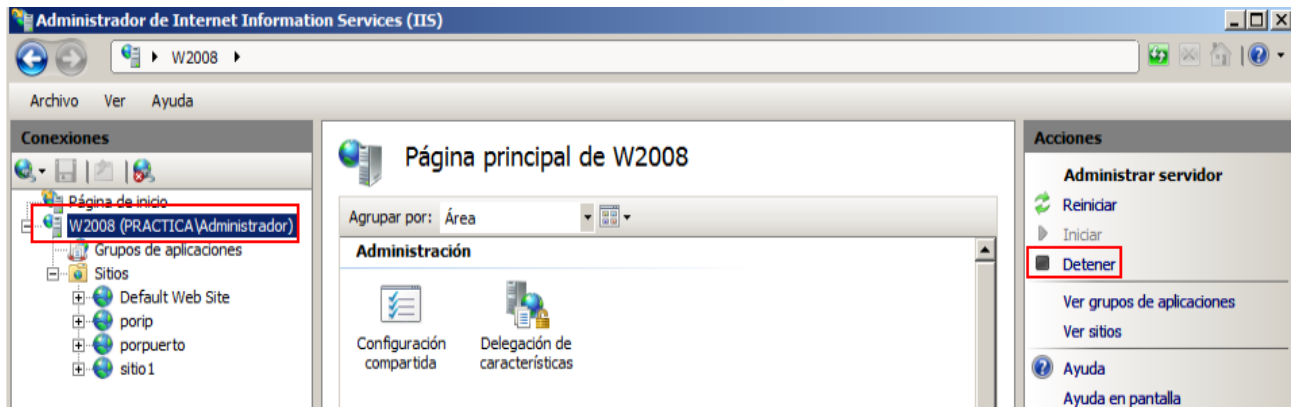 Administrador de Internet Information Services (IIS)
W2008
Archivo Ver Ayuda
Conexiones
Página de inicio
W2008 (PRACTICA\Administrador)
Grupos de aplicaciones
Sitios
Default Web Site
porip
porpuerto
sitio1
Página principal de W2008
Agrupar por: Área
Administración
Configuración compartida
Delegación de características
Acciones
Administrar servidor
Reiniciar
Iniciar
Detener
Ver grupos de aplicaciones
Ver sitios
Ayuda
Ayuda en pantalla